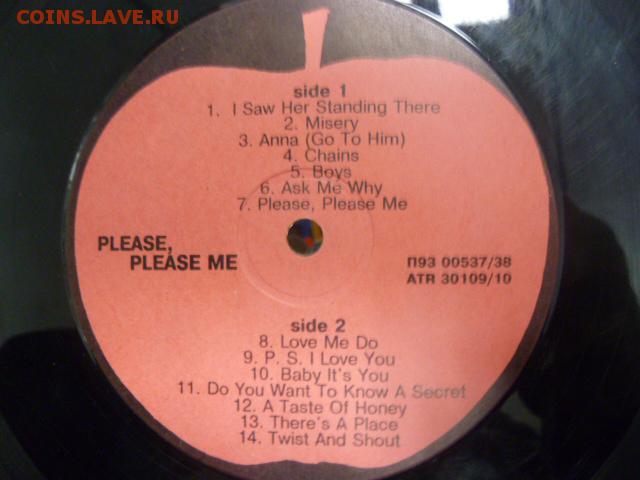 COINS.LAVE.РУ
side 1
1. I Saw Her Standing There
2. Misery
3. Anna (Go To Him)
4. Chains
5. Boys
6. Ask Me Why
7. Please, Please Me
PLEASE,
PLEASE ME
П93 00537/38
ATR 30109/10
side 2
8. Love Me Do
9. P. S. I Love You
10. Baby It's You
11. Do You Want To Know A Secret
12. A Taste Of Honey
13. There's A Place
14. Twist And Shout